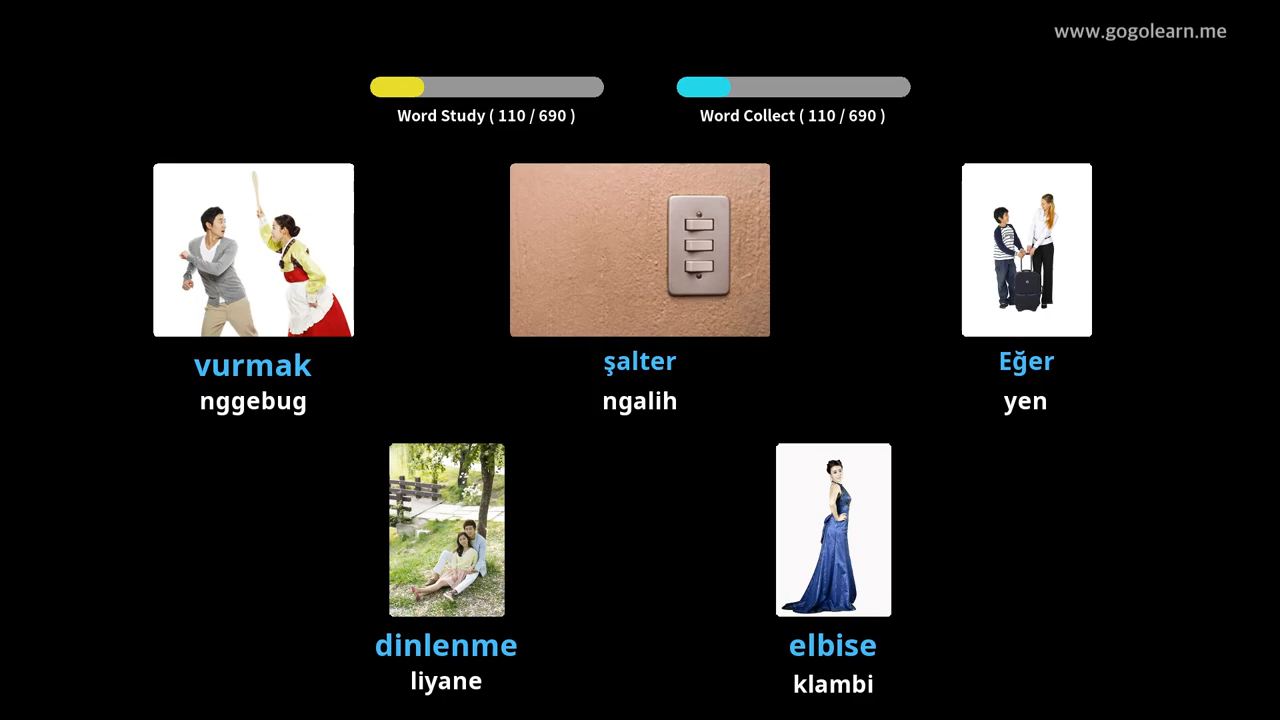 www.gogolearn.me
Word Study ( 110 / 690 )
Word Collect ( 110 / 690 )
vurmak
nggebug
şalter
ngalih
Eğer
yen
dinlenme
liyane
elbise
klambi